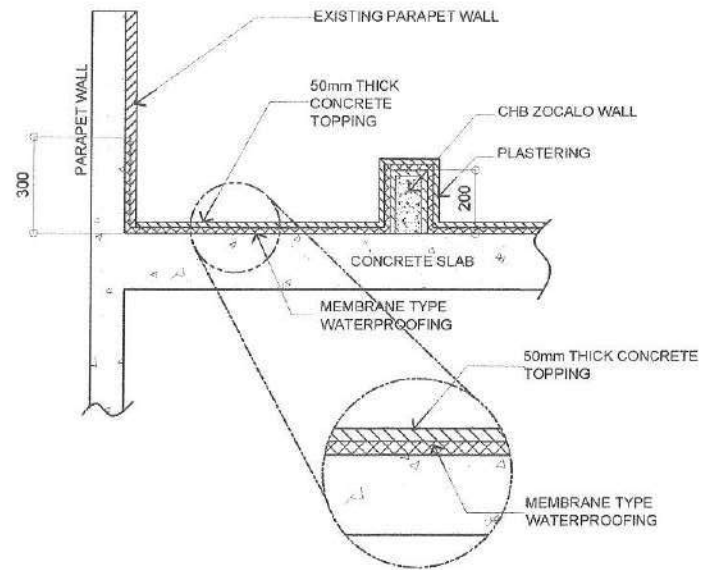 EXISTING PARAPET WALL
PARAPET WALL
50mm THICK
CONCRETE
TOPPING
CHB ZOCALO WALL
PLASTERING
300
200
CONCRETE SLAB
MEMBRANE TYPE
WATERPROOFING
50mm THICK CONCRETE
TOPPING
MEMBRANE TYPE
WATERPROOFING